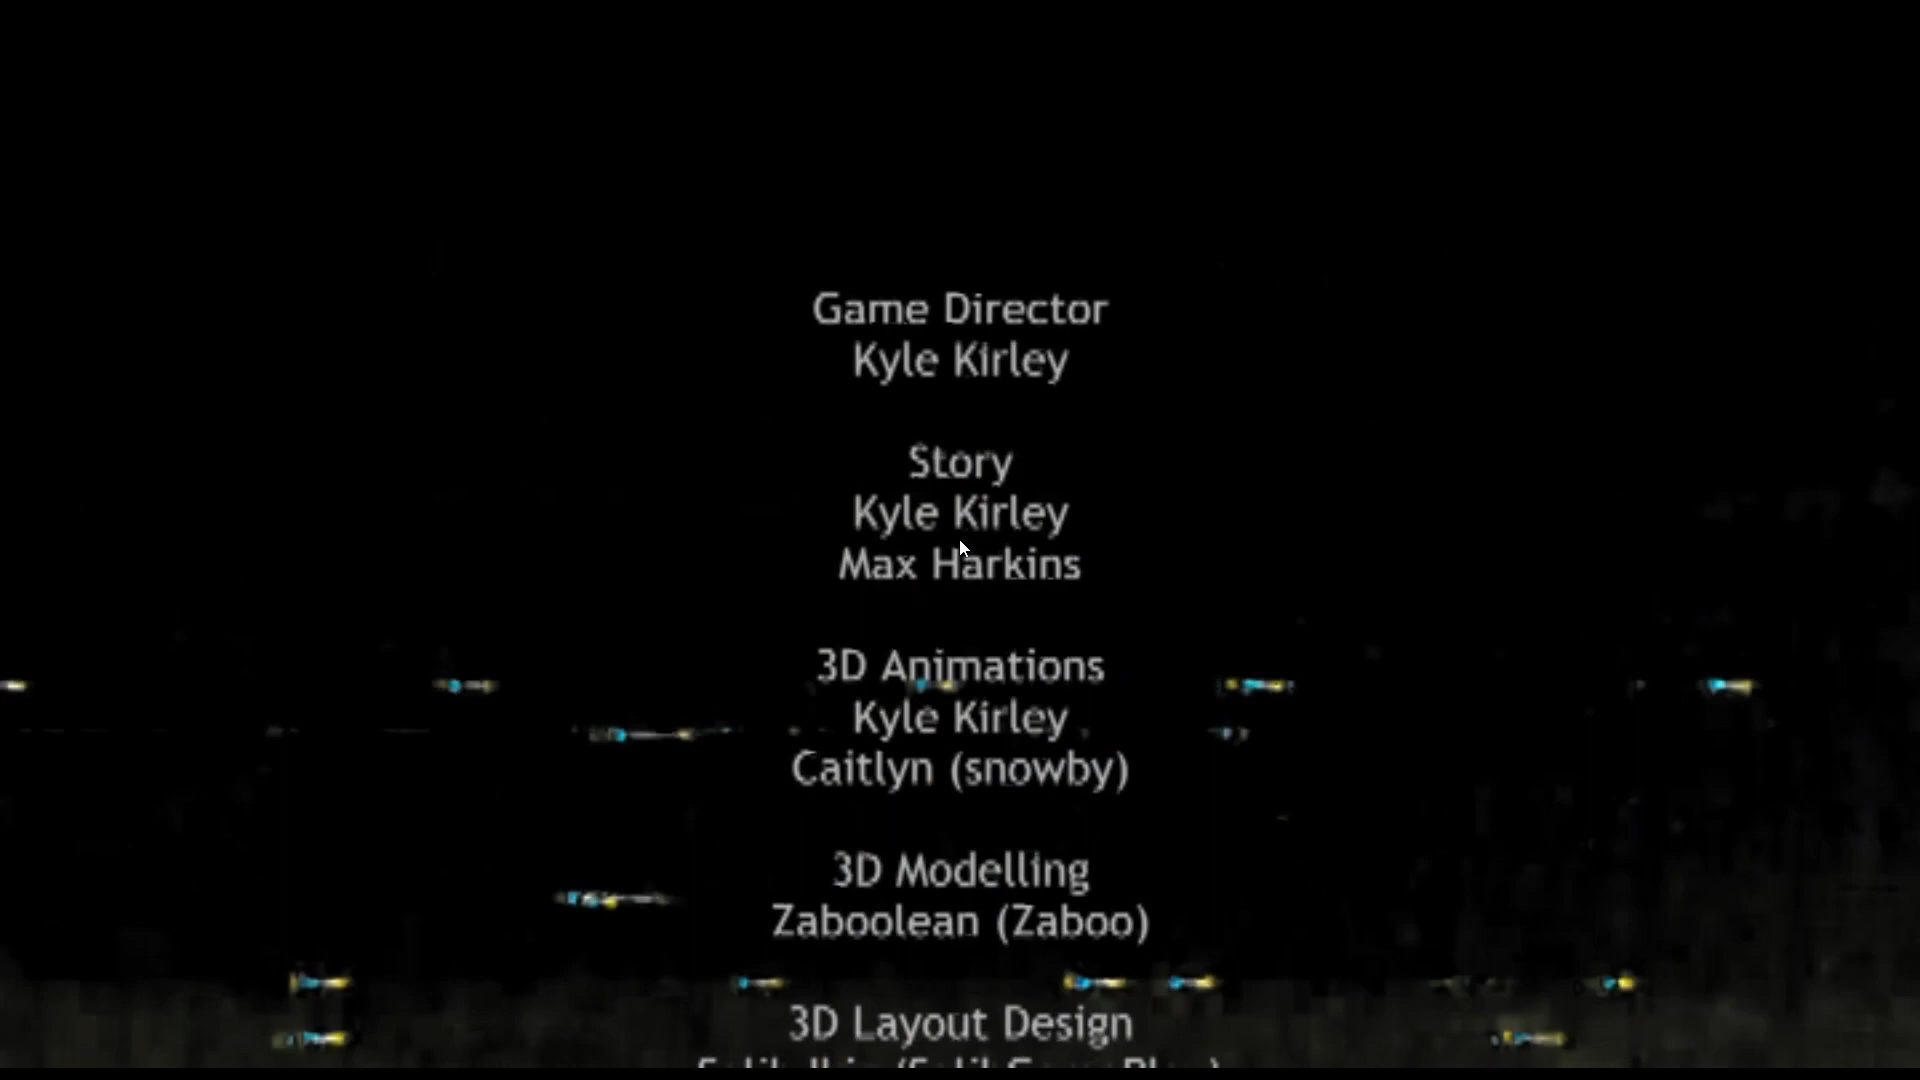 Game Director
Kyle Kirley
Story
Kyle Kirley
Max Harkins
3D Animations
Kyle Kirley
Caitlyn (snowby)
3D Modelling
Zaboolean (Zaboo)
3D Layout Design